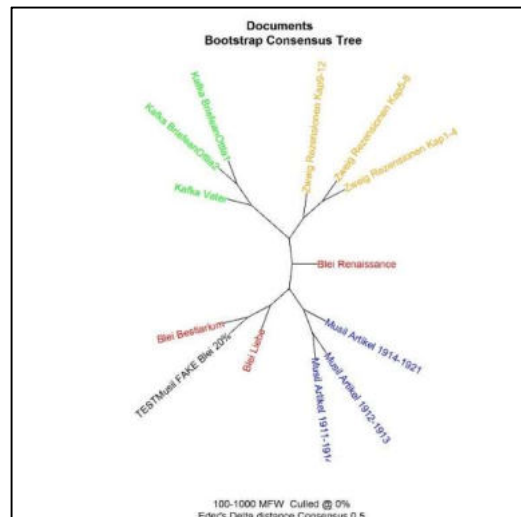 Documents
Bootstrap Consensus Tree
Kafka BriefeanOttla1
Kafka BriefeanOttla2
Kafka Vater
Zweig Rezensionen Kap9-12
Zweig Rezensionen Kap5-8
Zweig Rezensionen Kap1-4
Blei Renaissance
Blei Bestiarium
TESTMusil FAKE Blei 20%
Blei Liebe
Musil Artikel 1914-1921
Musil Artikel 1912-1913
Musil Artikel 1911-1914
100-1000 MFW Culled @ 0%
Eder's Delta distance Consensus 0.5